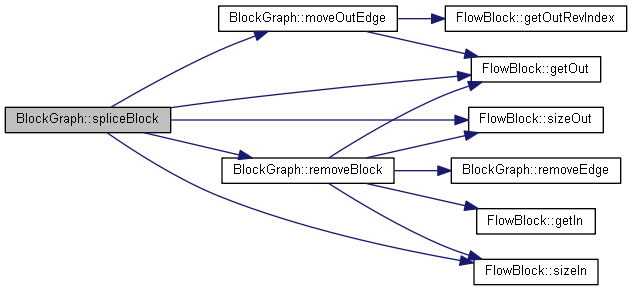 BlockGraph::moveOutEdge
FlowBlock::getOutRevIndex
FlowBlock::getOut
BlockGraph::spliceBlock
FlowBlock::sizeOut
BlockGraph::removeBlock
BlockGraph::removeEdge
FlowBlock::getIn
FlowBlock::sizeIn